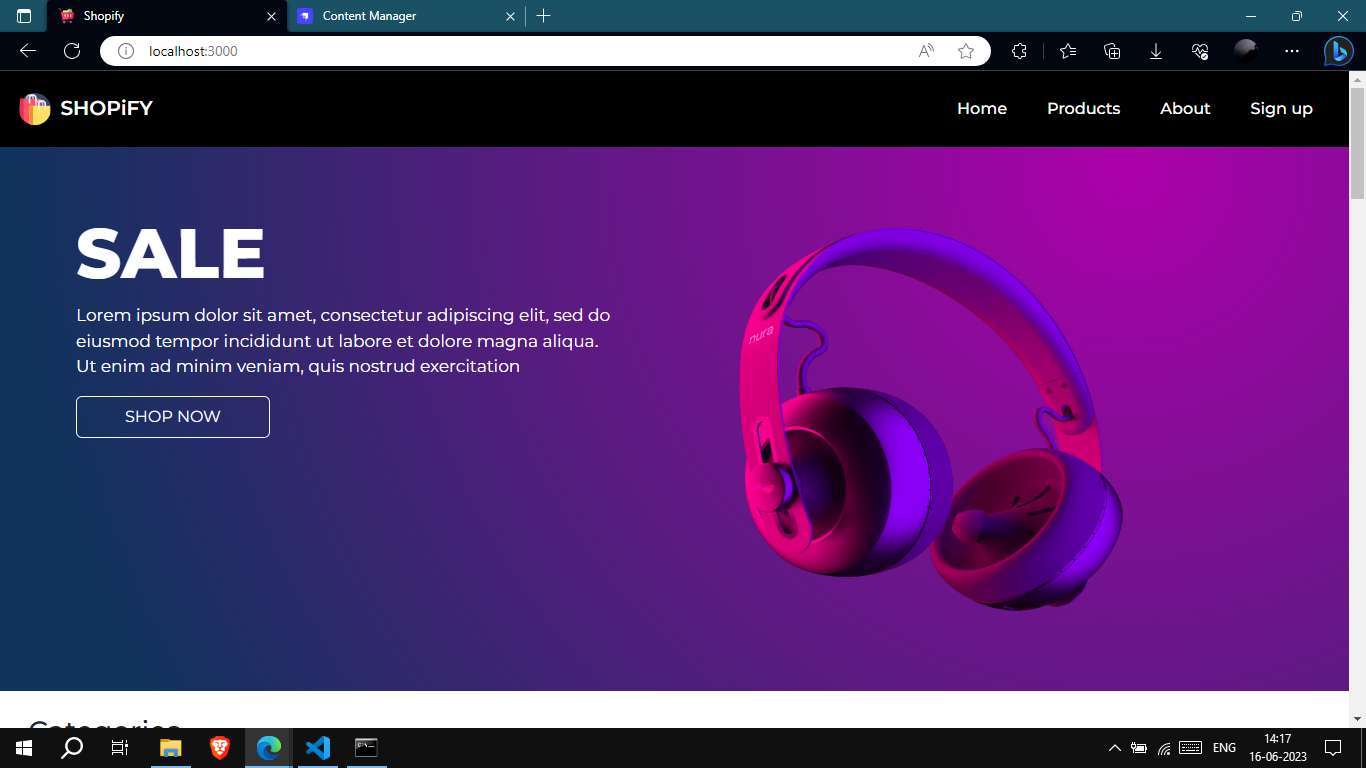 Shopify
Content Manager
localhost:3000
SHOPiFY
Home
Products
About
Sign up
SALE
Lorem ipsum dolor sit amet, consectetur adipiscing elit, sed do
eiusmod tempor incididunt ut labore et dolore magna aliqua.
Ut enim ad minim veniam, quis nostrud exercitation
SHOP NOW
nura
Categories
ENG
14:17
16-06-2023